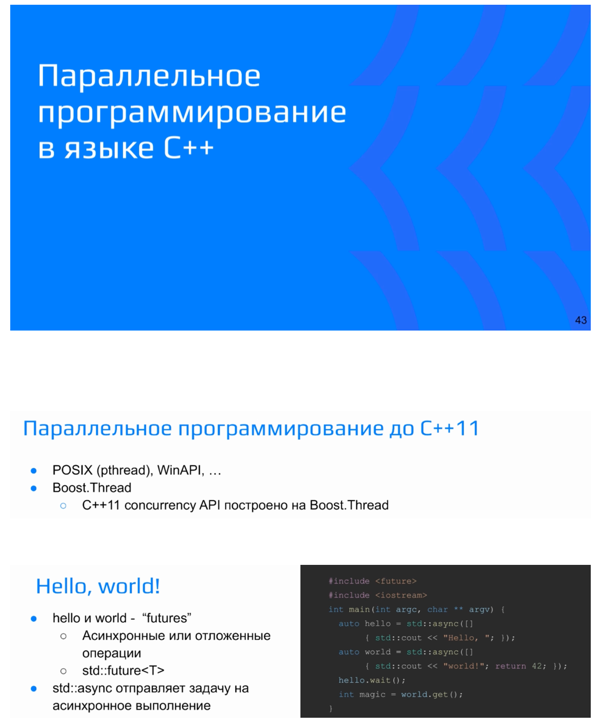 Параллельное
программирование
в языке C++
43
Параллельное программирование до C++11
● POSIX (pthread), WinAPI, …
● Boost.Thread
○ C++11 concurrency API построено на Boost.Thread
Hello, world!
● hello и world - “futures”
○ Асинхронные или отложенные
операции
○ std::future<T>
● std::async отправляет задачу на
асинхронное выполнение
#include <future>
#include <iostream>
int main(int argc, char ** argv) {
auto hello = std::async([]
{ std::cout << "Hello, "; });
auto world = std::async([]
{ std::cout << "world!"; return 42; });
hello.wait();
int magic = world.get();
}